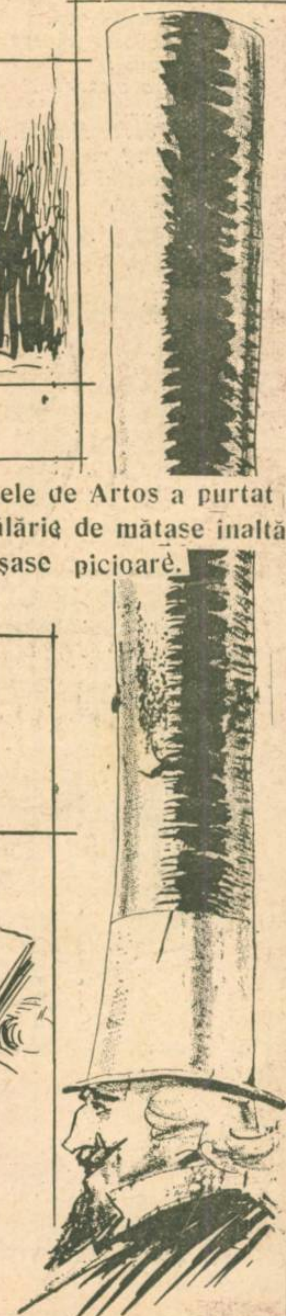 ele de Artos a purtat
ălărie de mătase inaltă
șase picioare.